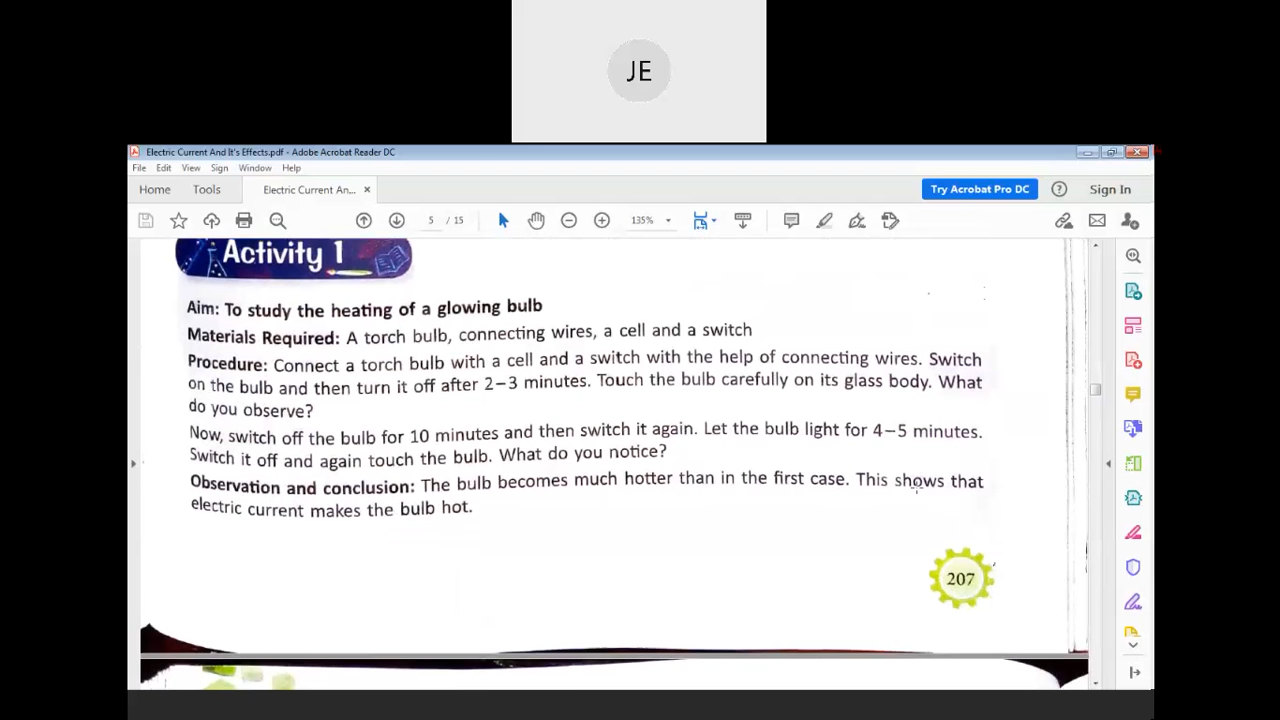 JE
Electric Current And It's Effects.pdf - Adobe Acrobat Reader DC
File Edit View Sign Window Help
Home Tools Electric Current An... × Try Acrobat Pro DC Sign In
5 / 15 135%
Activity 1
Aim: To study the heating of a glowing bulb
Materials Required: A torch bulb, connecting wires, a cell and a switch
Procedure: Connect a torch bulb with a cell and a switch with the help of connecting wires. Switch
on the bulb and then turn it off after 2–3 minutes. Touch the bulb carefully on its glass body. What
do you observe?
Now, switch off the bulb for 10 minutes and then switch it again. Let the bulb light for 4–5 minutes.
Switch it off and again touch the bulb. What do you notice?
Observation and conclusion: The bulb becomes much hotter than in the first case. This shows that
electric current makes the bulb hot.
207